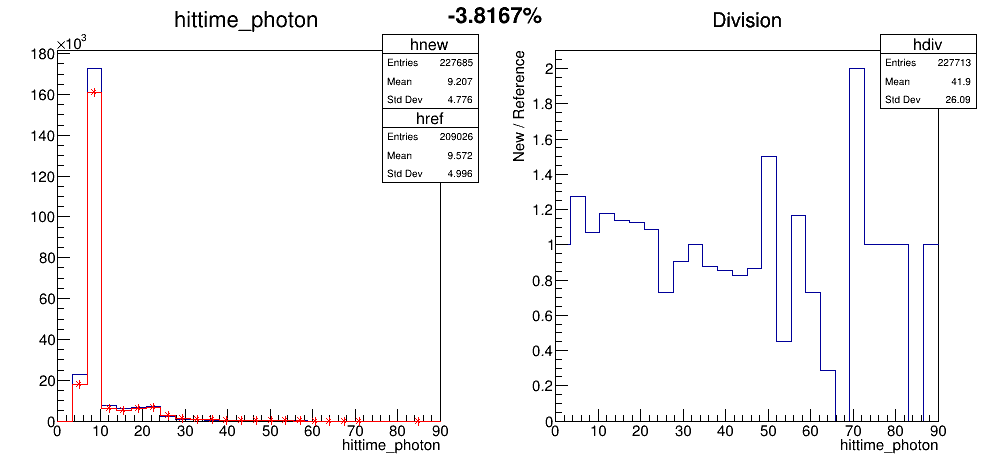 -3.8167%
hittime_photon
×10³
180
160
140
120
100
80
60
40
20
0
0 10 20 30 40 50 60 70 80 90
hittime_photon
hnew
Entries 227685
Mean 9.207
Std Dev 4.776
href
Entries 209026
Mean 9.572
Std Dev 4.996
Division
New / Reference
2
1.8
1.6
1.4
1.2
1
0.8
0.6
0.4
0.2
0
0 10 20 30 40 50 60 70 80 90
hittime_photon
hdiv
Entries 227713
Mean 41.9
Std Dev 26.09